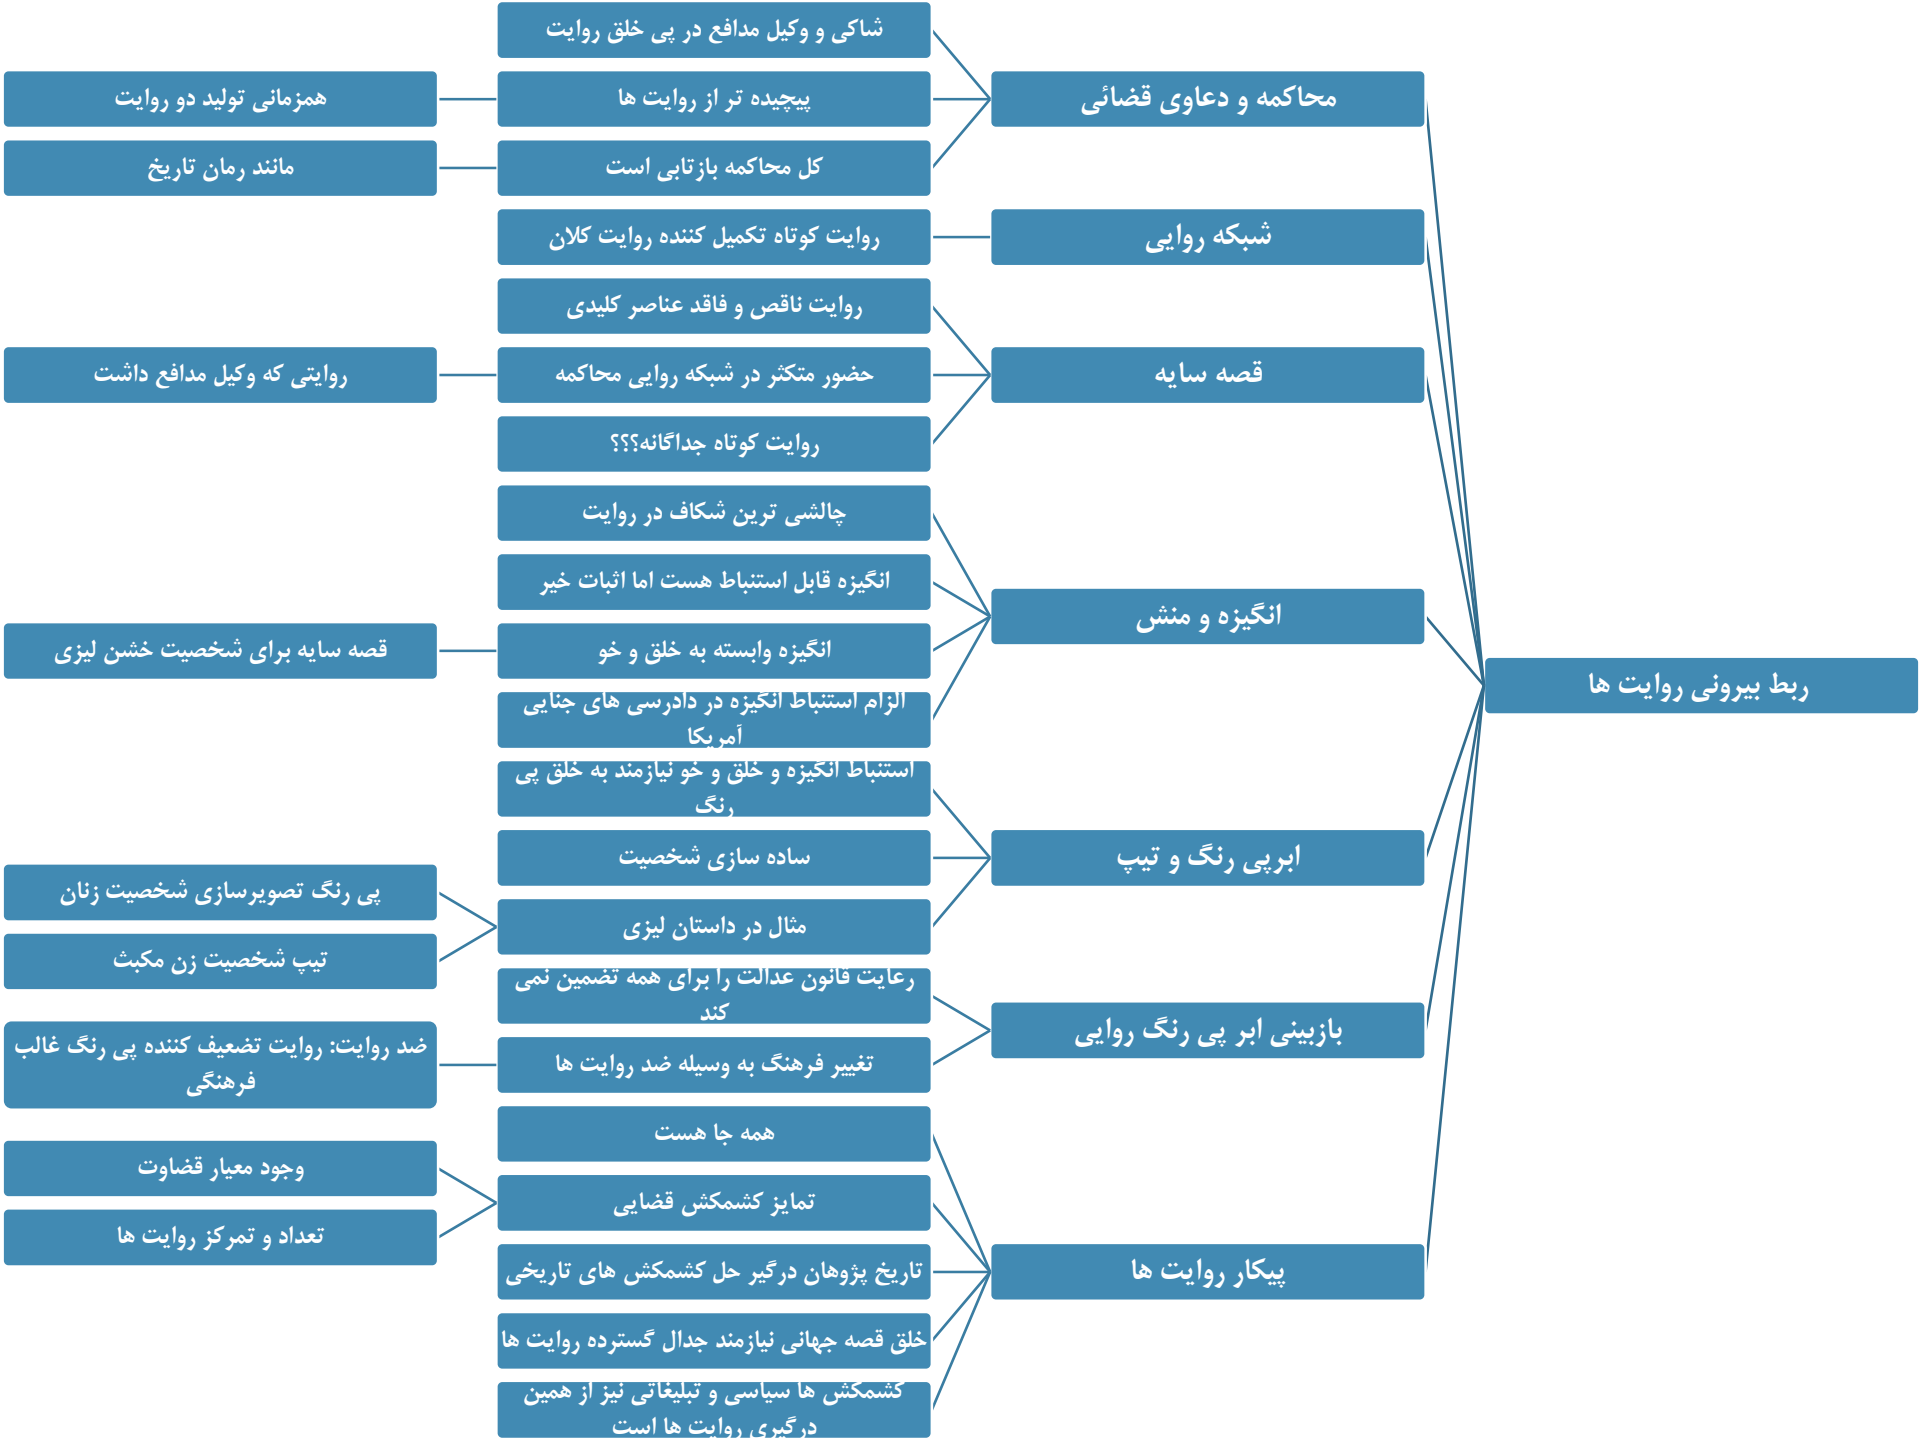 ربط بیرونی روایت ها
محاکمه و دعاوی قضائی
شاکی و وکیل مدافع در پی خلق روایت
پیچیده تر از روایت ها
همزمانی تولید دو روایت
کل محاکمه بازتابی است
مانند رمان تاریخ
شبکه روایی
روایت کوتاه تکمیل کننده روایت کلان
قصه سایه
روایت ناقص و فاقد عناصر کلیدی
حضور متکثر در شبکه روایی محاکمه
روایتی که وکیل مدافع داشت
روایت کوتاه جداگانه؟؟؟
انگیزه و منش
چالشی ترین شکاف در روایت
انگیزه قابل استنباط هست اما اثبات خیر
انگیزه وابسته به خلق و خو
قصه سایه برای شخصیت خشن لیزی
الزام استنباط انگیزه در دادرسی های جنایی
آمریکا
ابرپی رنگ و تیپ
استنباط انگیزه و خلق و خو نیازمند به خلق پی
رنگ
ساده سازی شخصیت
مثال در داستان لیزی
پی رنگ تصویرسازی شخصیت زنان
تیپ شخصیت زن مکبث
بازبینی ابر پی رنگ روایی
رعایت قانون عدالت را برای همه تضمین نمی
کند
تغییر فرهنگ به وسیله ضد روایت ها
ضد روایت: روایت تضعیف کننده پی رنگ غالب
فرهنگی
پیکار روایت ها
همه جا هست
تمایز کشمکش قضایی
وجود معیار قضاوت
تعداد و تمرکز روایت ها
تاریخ پژوهان درگیر حل کشمکش های تاریخی
خلق قصه جهانی نیازمند جدال گسترده روایت ها
کشمکش ها سیاسی و تبلیغاتی نیز از همین
درگیری روایت ها است